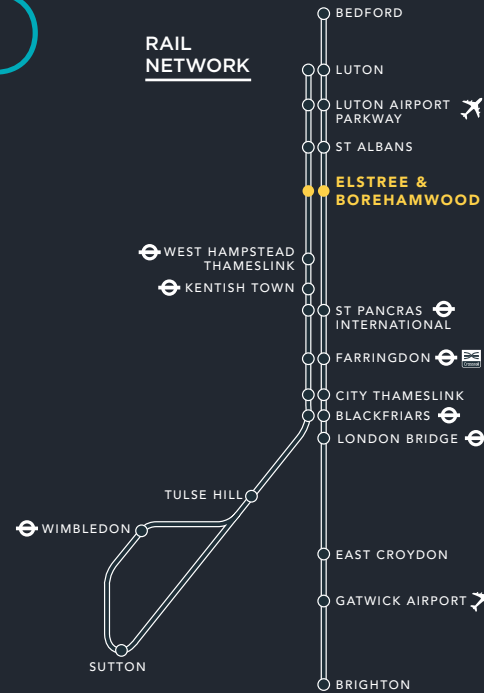 RAIL
NETWORK
BEDFORD
LUTON
LUTON AIRPORT
PARKWAY
ST ALBANS
ELSTREE &
BOREHAMWOOD
WEST HAMPSTEAD
THAMESLINK
KENTISH TOWN
ST PANCRAS
INTERNATIONAL
FARRINGDON
CITY THAMESLINK
BLACKFRIARS
LONDON BRIDGE
TULSE HILL
WIMBLEDON
EAST CROYDON
GATWICK AIRPORT
SUTTON
BRIGHTON